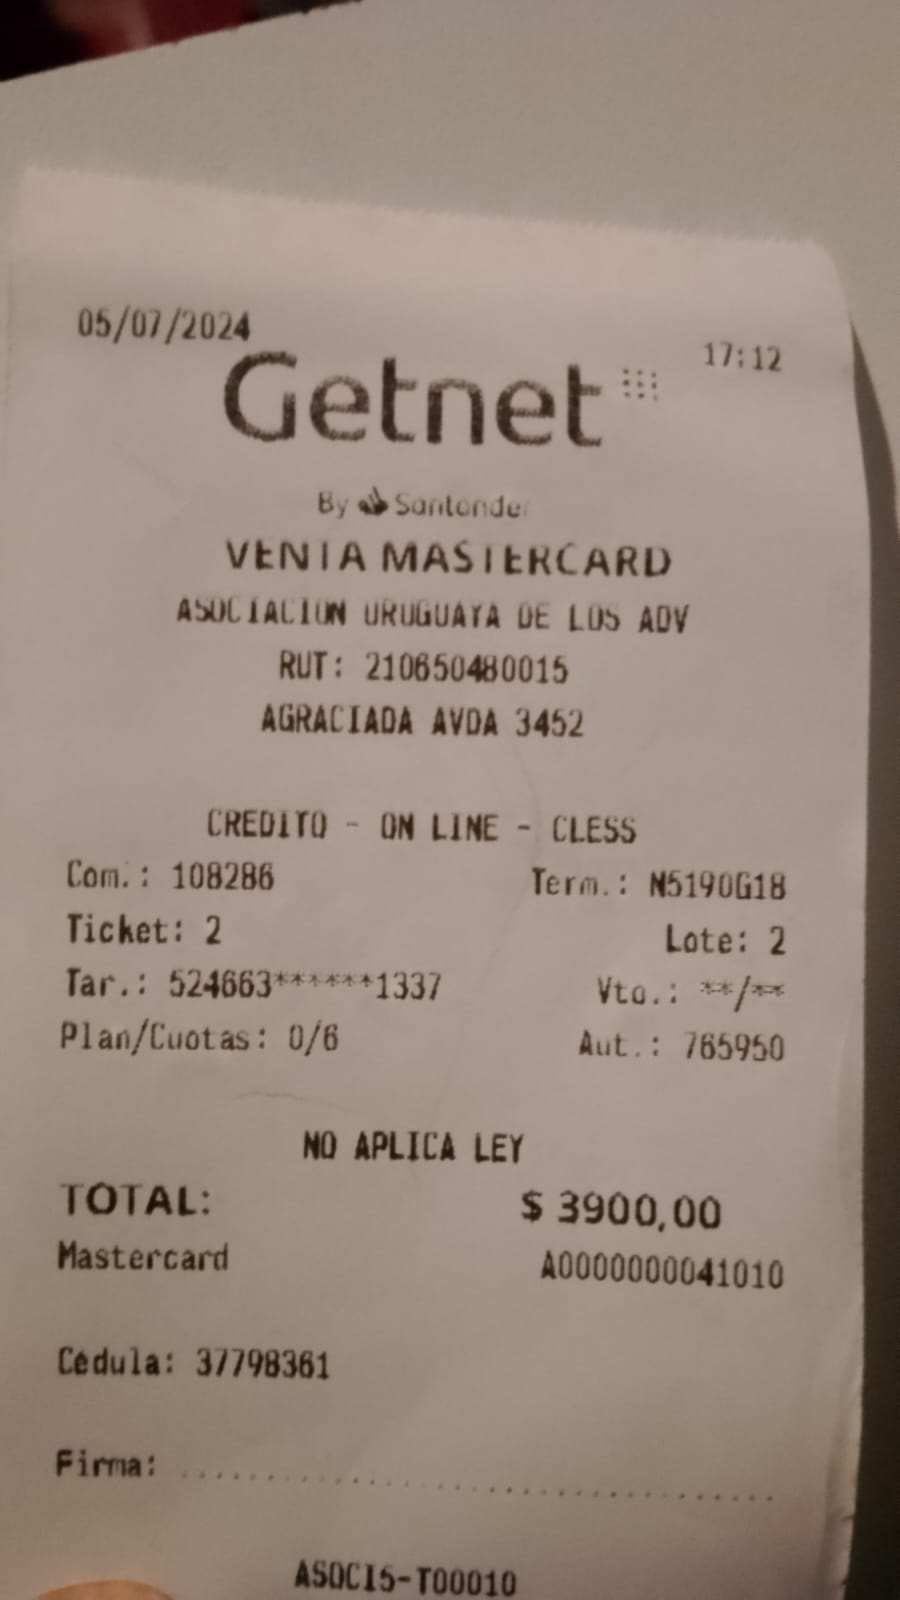 05/07/2024 17:12
Getnet
By Santander
VENTA MASTERCARD
ASOCIACION URUGUAYA DE LOS ADV
RUT: 210650480015
AGRACIADA AVDA 3452
CREDITO - ON LINE - CLESS
Com.: 108286 Term.: N5190G18
Ticket: 2 Lote: 2
Tar.: 524663******1337 Vto.: **/**
Plan/Cuotas: 0/6 Aut.: 765950
NO APLICA LEY
TOTAL: $ 3900,00
Mastercard A0000000041010
Cédula: 37798361
Firma: ..............................
ASOCI5-T00010